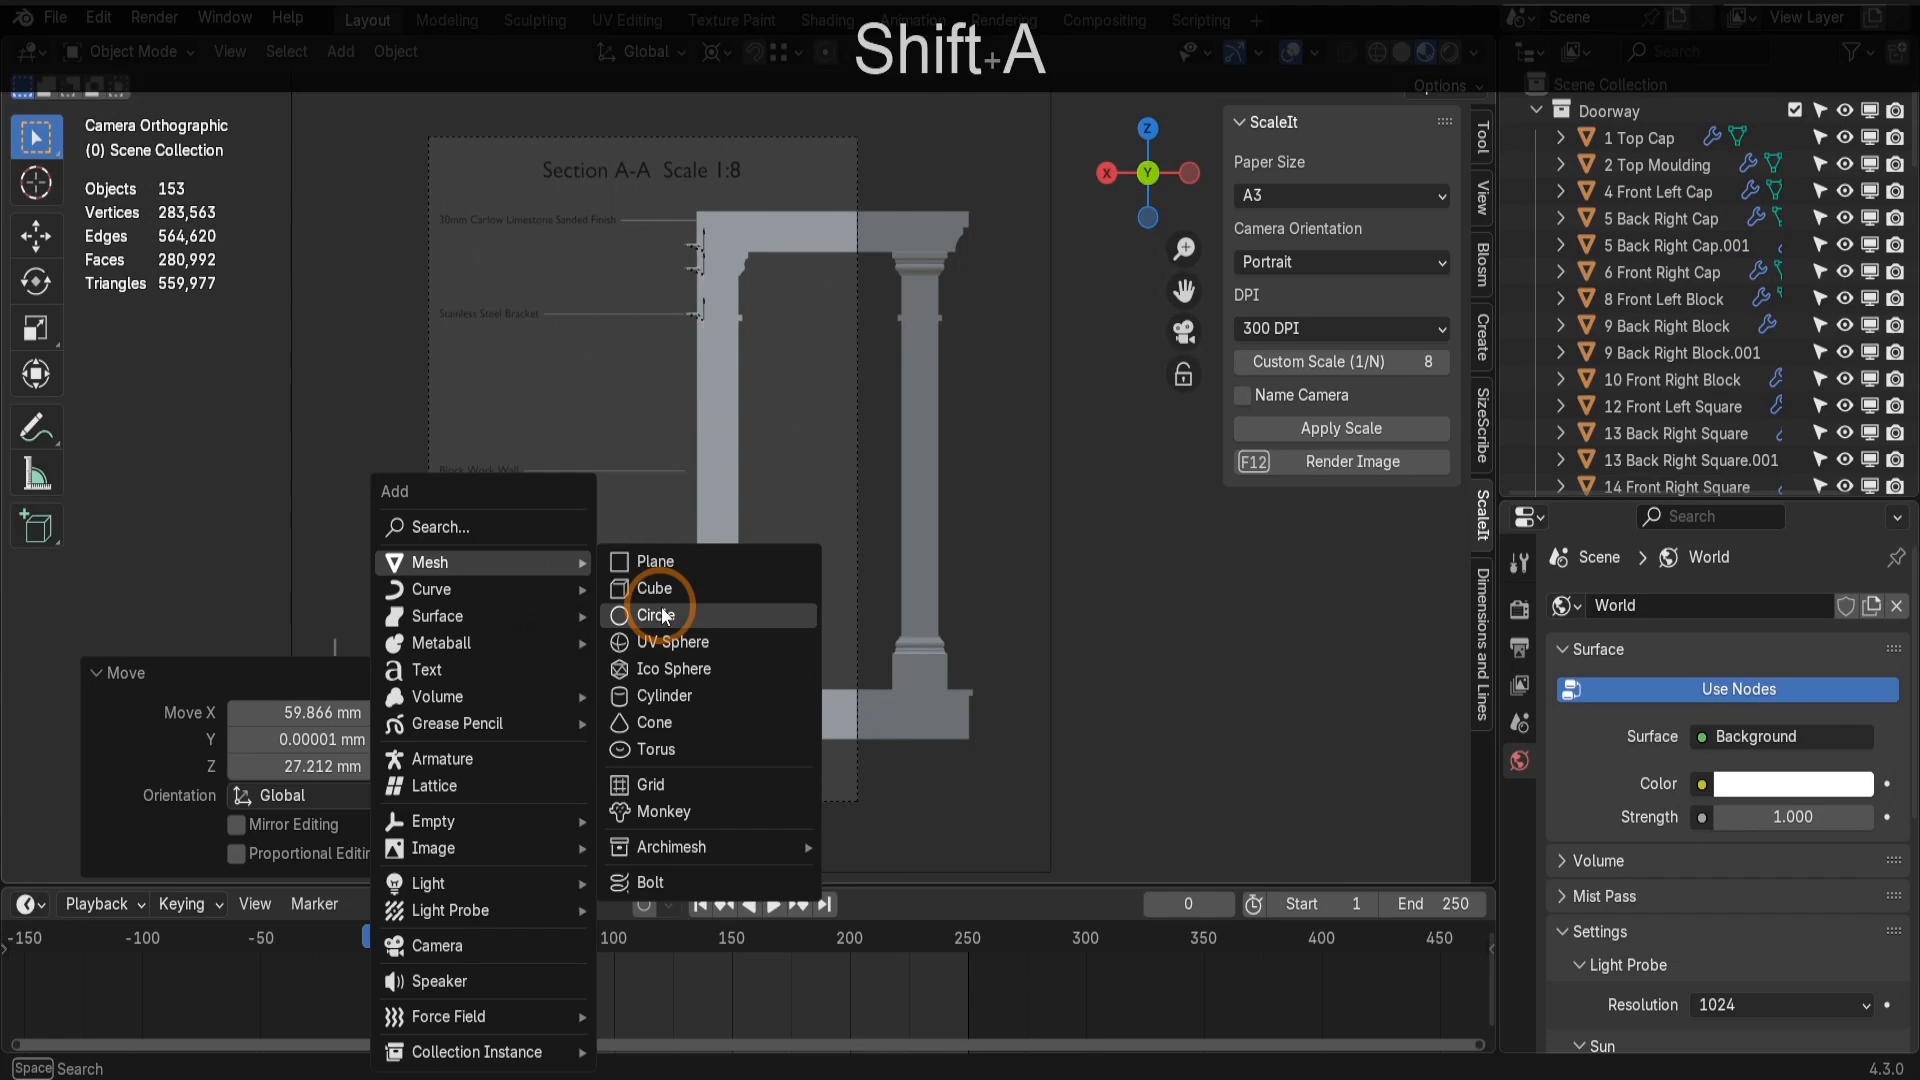 Shift+A
File Edit Render Window Help
Layout Modeling Sculpting UV Editing Texture Paint Shading Animation Rendering Compositing Scripting +
Scene
View Layer
Object Mode View Select Add Object
Global
Search
Options
Camera Orthographic
(0) Scene Collection
Objects 153
Vertices 283,563
Edges 564,620
Faces 280,992
Triangles 559,977
Section A-A Scale 1:8
30mm Carlow Limestone Sanded Finish
Stainless Steel Bracket
Block Work Wall
Z
X
Y
ScaleIt
Paper Size
A3
Camera Orientation
Portrait
DPI
300 DPI
Custom Scale (1/N) 8
Name Camera
Apply Scale
F12 Render Image
Tool
View
Blosm
Create
SizeScribe
ScaleIt
Dimensions and Lines
Scene Collection
Doorway
1 Top Cap
2 Top Moulding
4 Front Left Cap
5 Back Right Cap
5 Back Right Cap.001
6 Front Right Cap
8 Front Left Block
9 Back Right Block
9 Back Right Block.001
10 Front Right Block
12 Front Left Square
13 Back Right Square
13 Back Right Square.001
14 Front Right Square
Search
Scene World
World
Surface
Use Nodes
Surface Background
Color
Strength 1.000
Volume
Mist Pass
Settings
Light Probe
Resolution 1024
Sun
Add
Search...
Mesh
Curve
Surface
Metaball
Text
Volume
Grease Pencil
Armature
Lattice
Empty
Image
Light
Light Probe
Camera
Speaker
Force Field
Collection Instance
Plane
Cube
Circle
UV Sphere
Ico Sphere
Cylinder
Cone
Torus
Grid
Monkey
Archimesh
Bolt
Move
Move X 59.866 mm
Y 0.00001 mm
Z 27.212 mm
Orientation Global
Mirror Editing
Proportional Editin
Playback Keying View Marker
0 Start 1 End 250
-150 -100 -50 100 150 200 250 300 350 400 450
Space Search
4.3.0